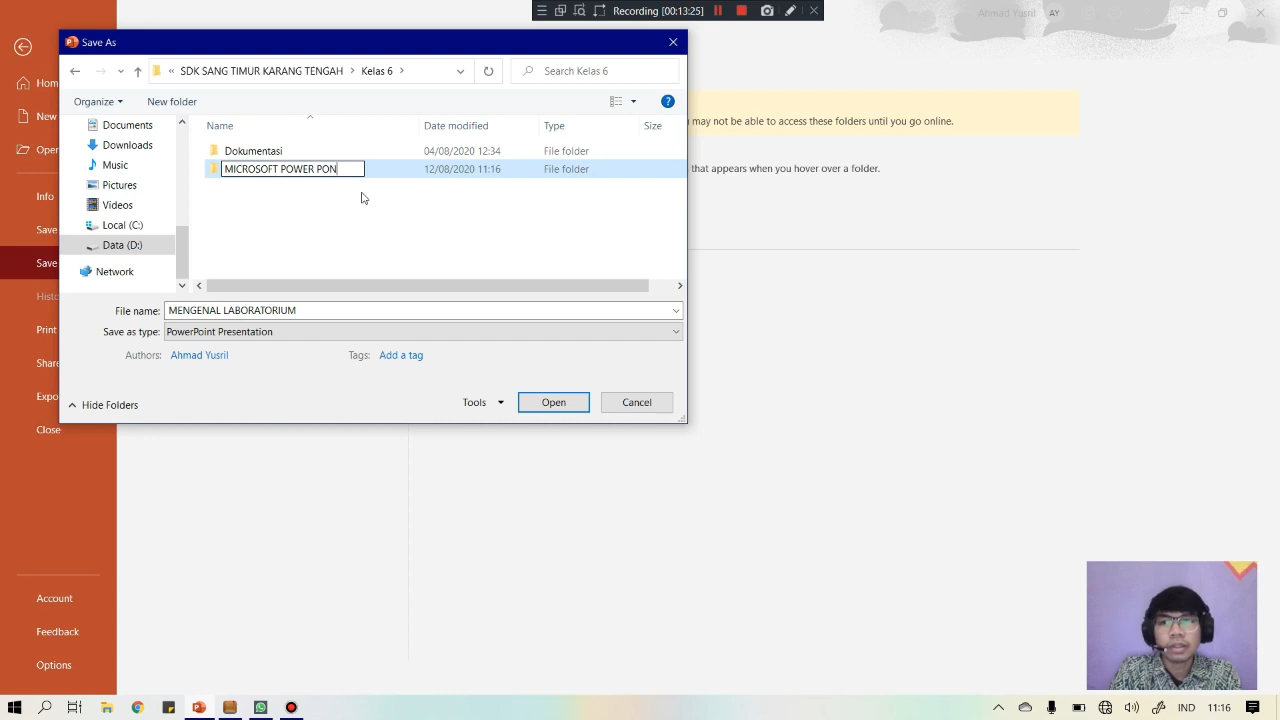 Recording [00:13:25]
Ahmad Yusril AY
Save As
SDK SANG TIMUR KARANG TENGAH
Kelas 6
Search Kelas 6
Organize
New folder
Name
Date modified
Type
Size
Dokumentasi
04/08/2020 12:34
File folder
MICROSOFT POWER PON
12/08/2020 11:16
File folder
Documents
Downloads
Music
Pictures
Videos
Local (C:)
Data (D:)
Network
File name: MENGENAL LABORATORIUM
Save as type: PowerPoint Presentation
Authors: Ahmad Yusril
Tags: Add a tag
Hide Folders
Tools
Open
Cancel
may not be able to access these folders until you go online.
that appears when you hover over a folder.
Hom
New
Open
Info
Save
Save
Histo
Print
Share
Expo
Close
Account
Feedback
Options
IND
11:16